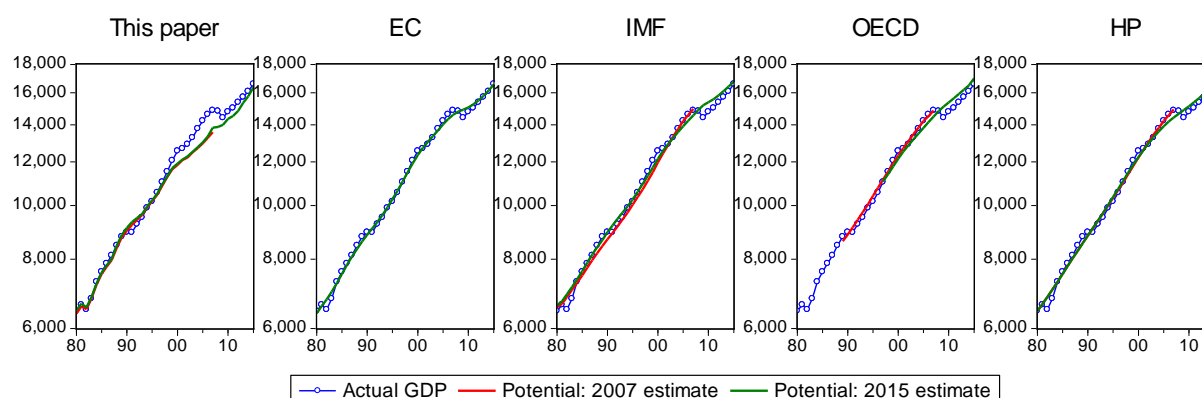 This paper EC IMF OECD HP
18,000 18,000 18,000 18,000 18,000
16,000 16,000 16,000 16,000 16,000
14,000 14,000 14,000 14,000 14,000
12,000 12,000 12,000 12,000 12,000
10,000 10,000 10,000 10,000 10,000
8,000 8,000 8,000 8,000 8,000
6,000 6,000 6,000 6,000 6,000
80 90 00 10 80 90 00 10 80 90 00 10 80 90 00 10 80 90 00 10
Actual GDP Potential: 2007 estimate Potential: 2015 estimate